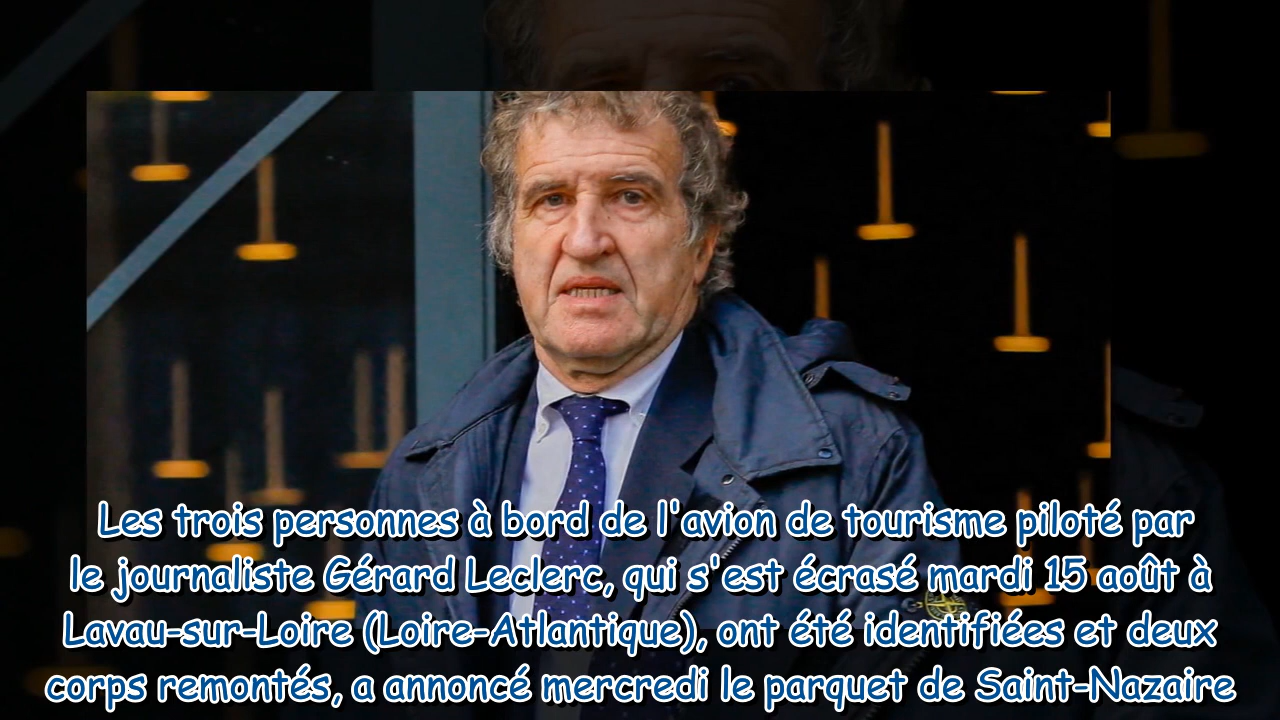 Les trois personnes à bord de l'avion de tourisme piloté par
le journaliste Gérard Leclerc, qui s'est écrasé mardi 15 août à
Lavau-sur-Loire (Loire-Atlantique), ont été identifiées et deux
corps remontés, a annoncé mercredi le parquet de Saint-Nazaire